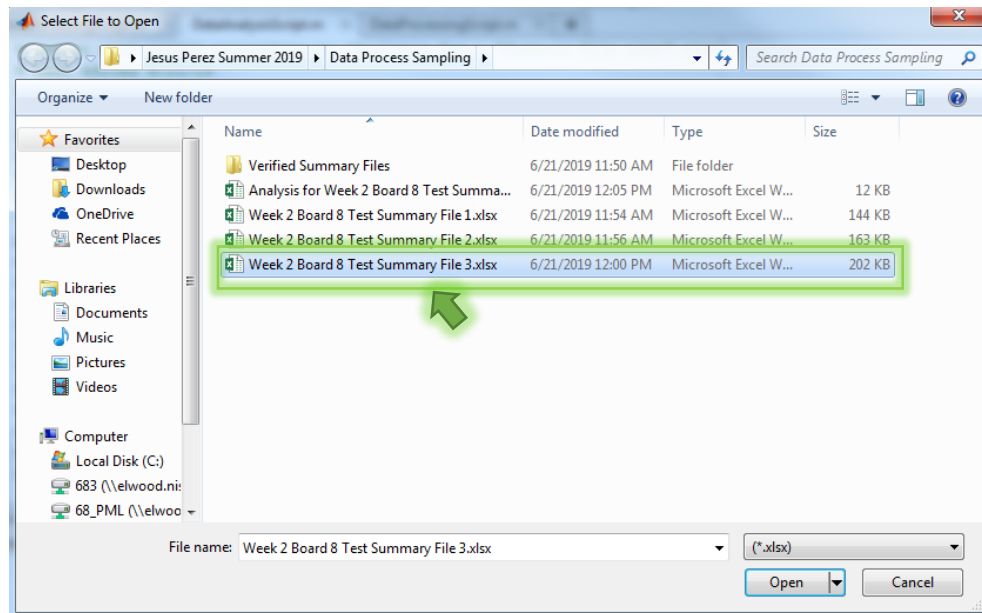 Select File to Open
Jesus Perez Summer 2019 Data Process Sampling Search Data Process Sampling
Organize New folder
Name Date modified Type Size
Favorites
Desktop
Downloads
OneDrive
Recent Places
Libraries
Documents
Music
Pictures
Videos
Computer
Local Disk (C:)
683 (\\elwood.nis
68_PML (\\elwoo
Verified Summary Files 6/21/2019 11:50 AM File folder
Analysis for Week 2 Board 8 Test Summa... 6/21/2019 12:05 PM Microsoft Excel W... 12 KB
Week 2 Board 8 Test Summary File 1.xlsx 6/21/2019 11:54 AM Microsoft Excel W... 144 KB
Week 2 Board 8 Test Summary File 2.xlsx 6/21/2019 11:56 AM Microsoft Excel W... 163 KB
Week 2 Board 8 Test Summary File 3.xlsx 6/21/2019 12:00 PM Microsoft Excel W... 202 KB
File name: Week 2 Board 8 Test Summary File 3.xlsx (*.xlsx)
Open Cancel